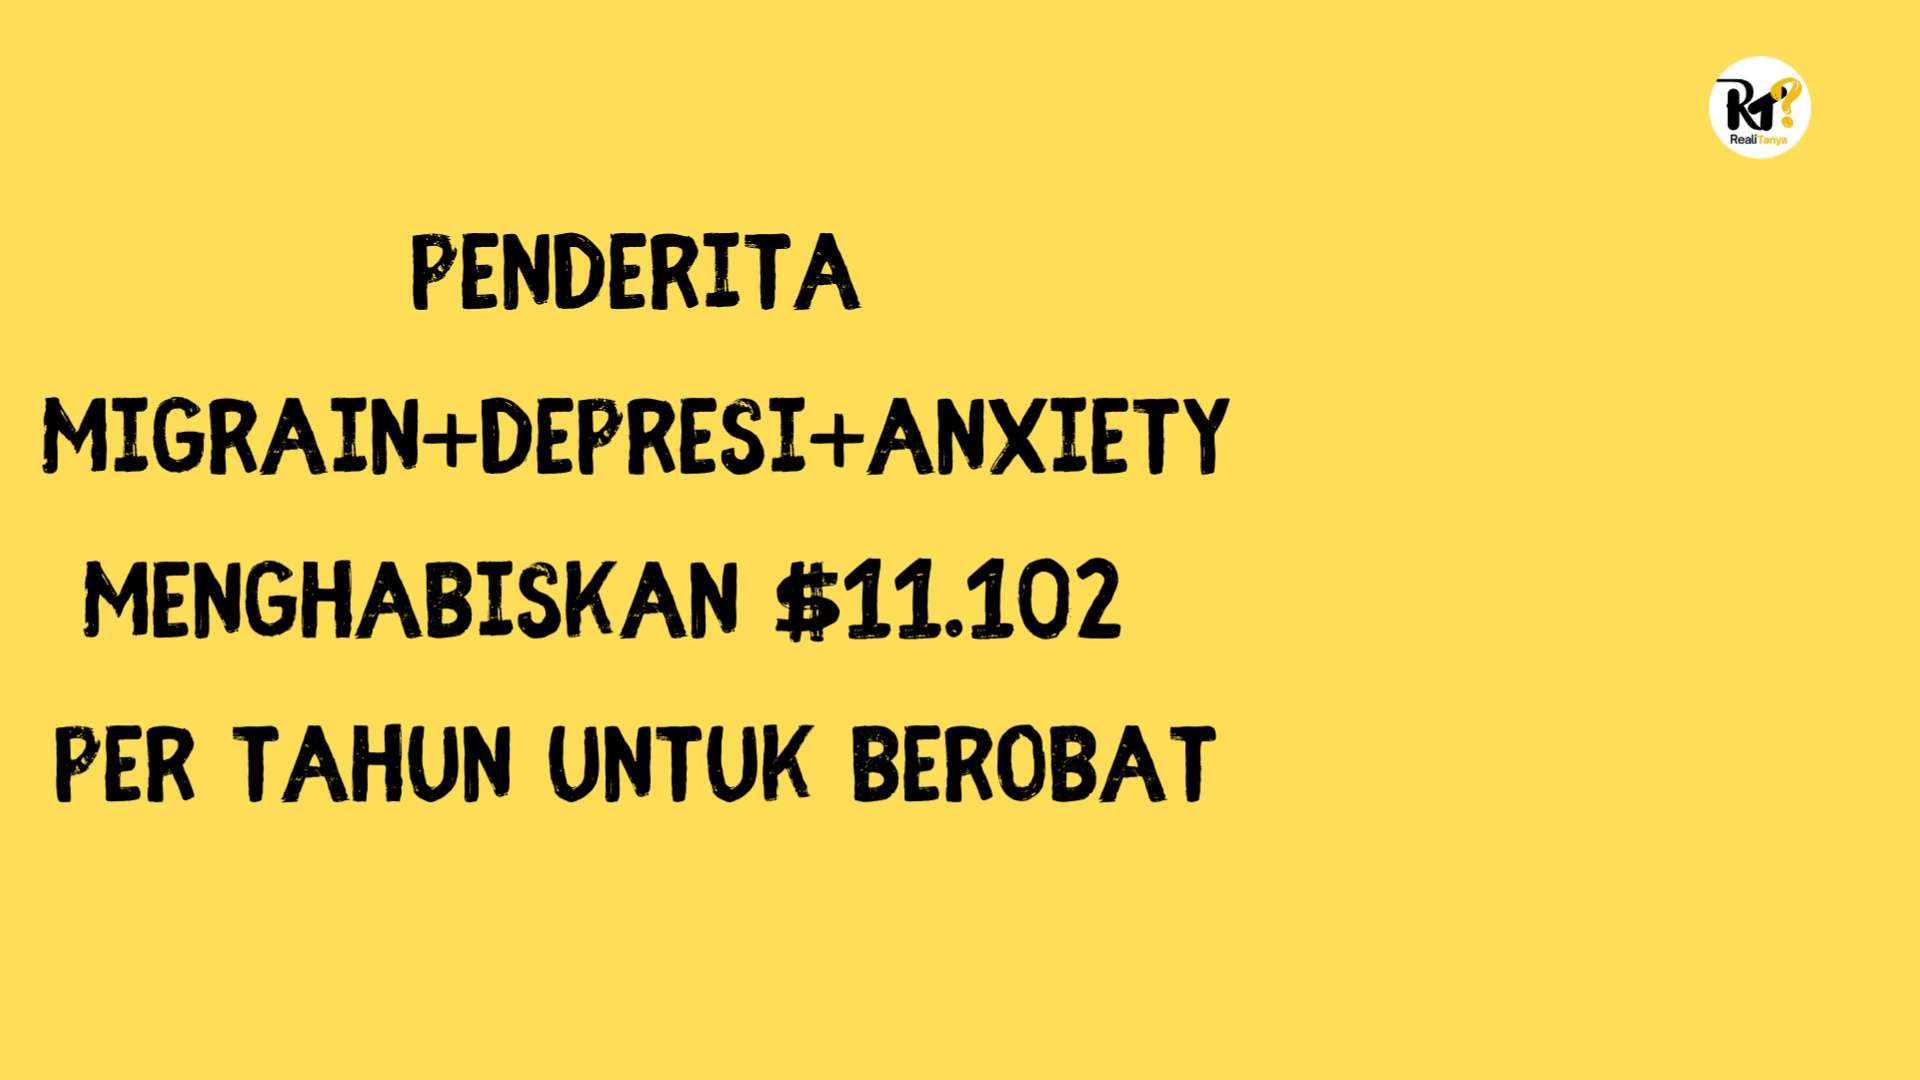 RT?
RealiTanya
PENDERITA
MIGRAIN+DEPRESI+ANXIETY
MENGHABISKAN $11.102
PER TAHUN UNTUK BEROBAT